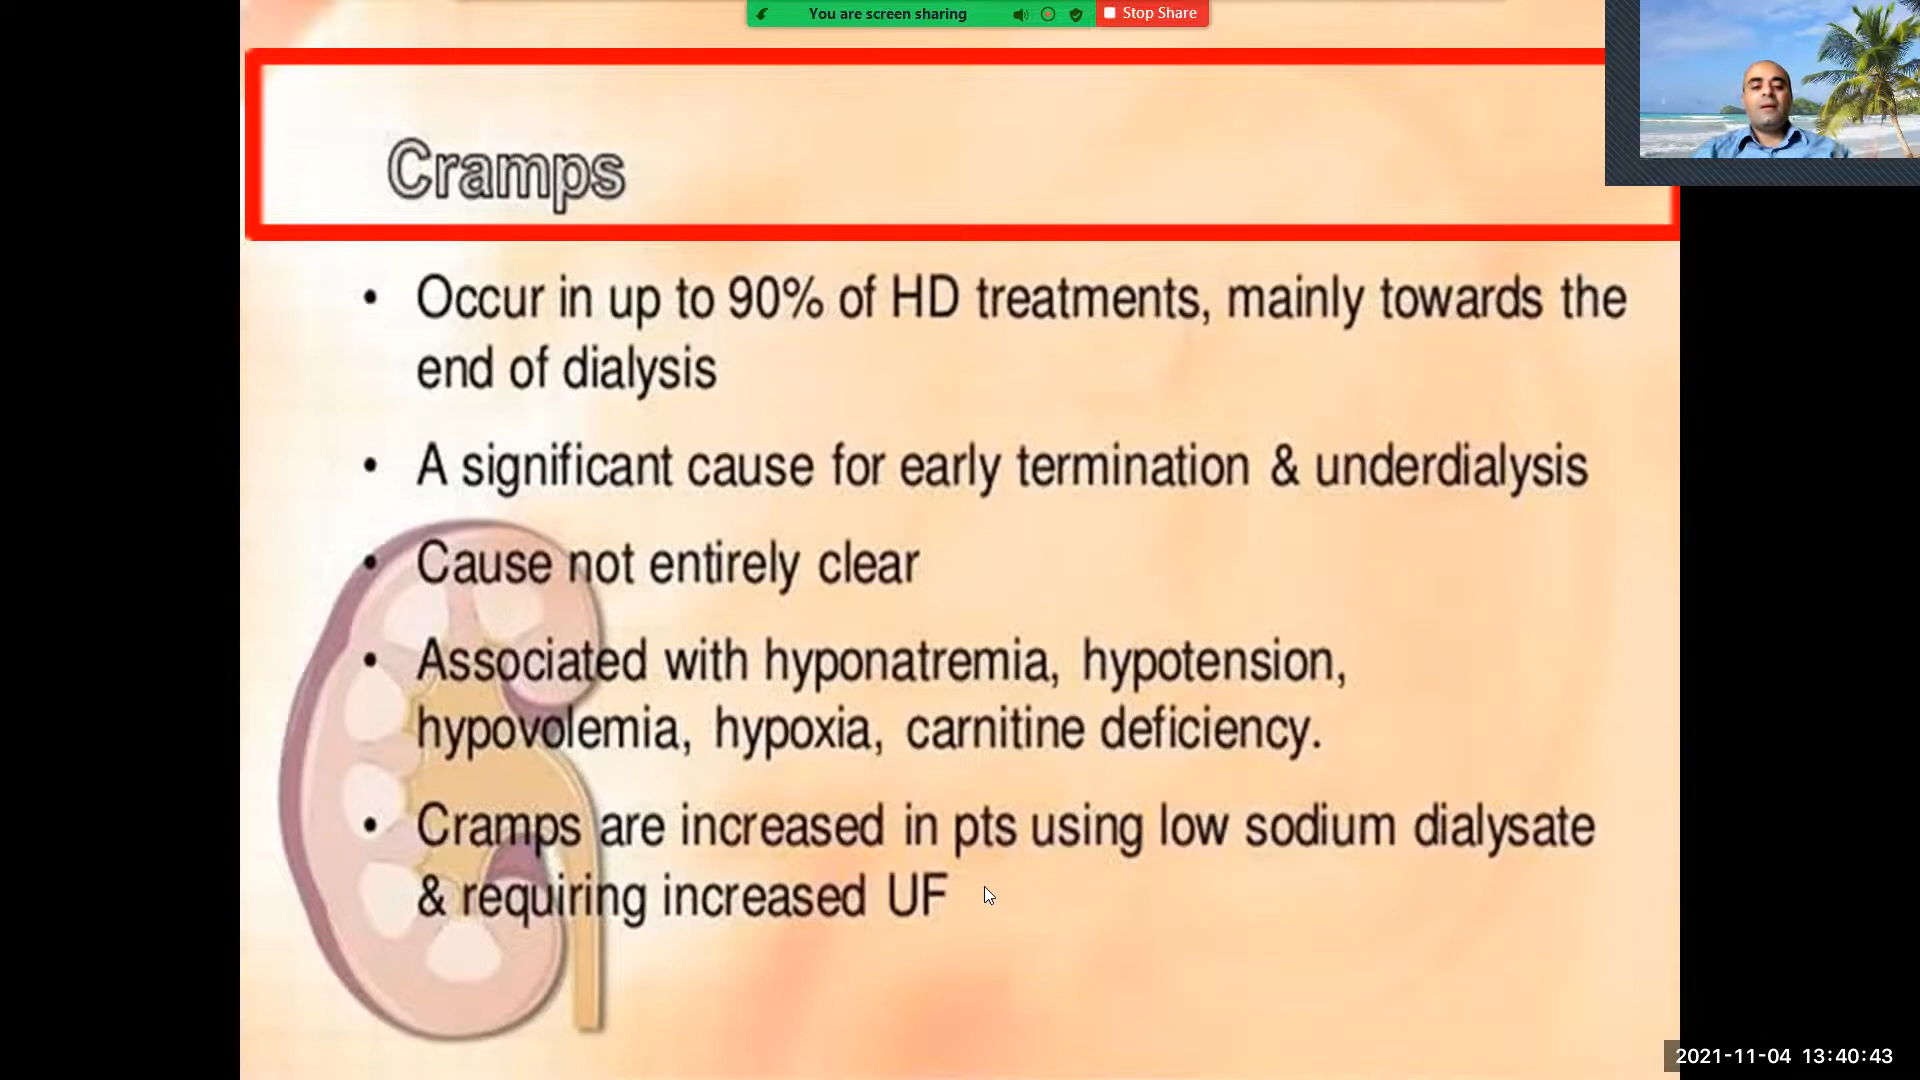 You are screen sharing
Stop Share
Cramps
• Occur in up to 90% of HD treatments, mainly towards the
end of dialysis
• A significant cause for early termination & underdialysis
• Cause not entirely clear
• Associated with hyponatremia, hypotension,
hypovolemia, hypoxia, carnitine deficiency.
• Cramps are increased in pts using low sodium dialysate
& requiring increased UF
2021-11-04 13:40:43